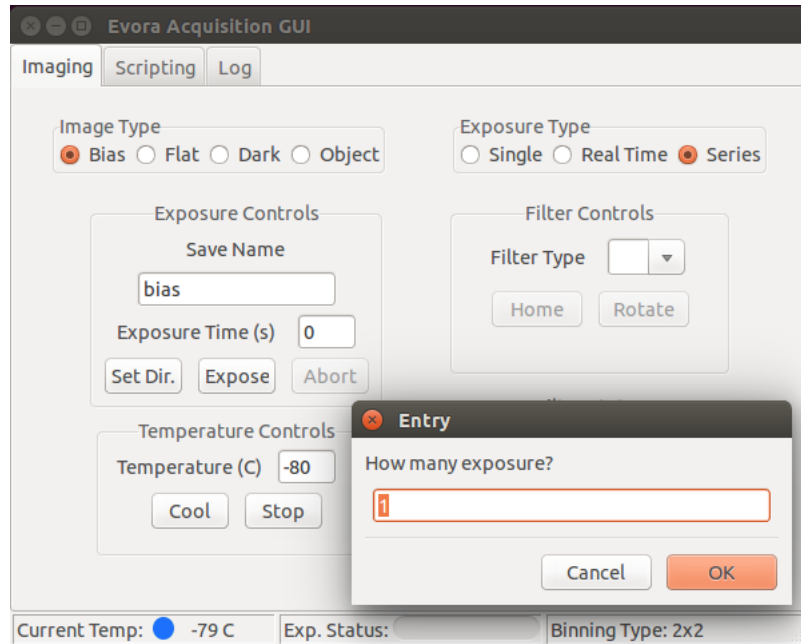 Evora Acquisition GUI
Imaging Scripting Log
Image Type
Bias Flat Dark Object
Exposure Type
Single Real Time Series
Exposure Controls
Save Name
bias
Exposure Time (s) 0
Set Dir. Expose Abort
Filter Controls
Filter Type
Home Rotate
Temperature Controls
Temperature (C) -80
Cool Stop
Entry
How many exposure?
1
Cancel OK
Current Temp: -79 C Exp. Status: Binning Type: 2x2